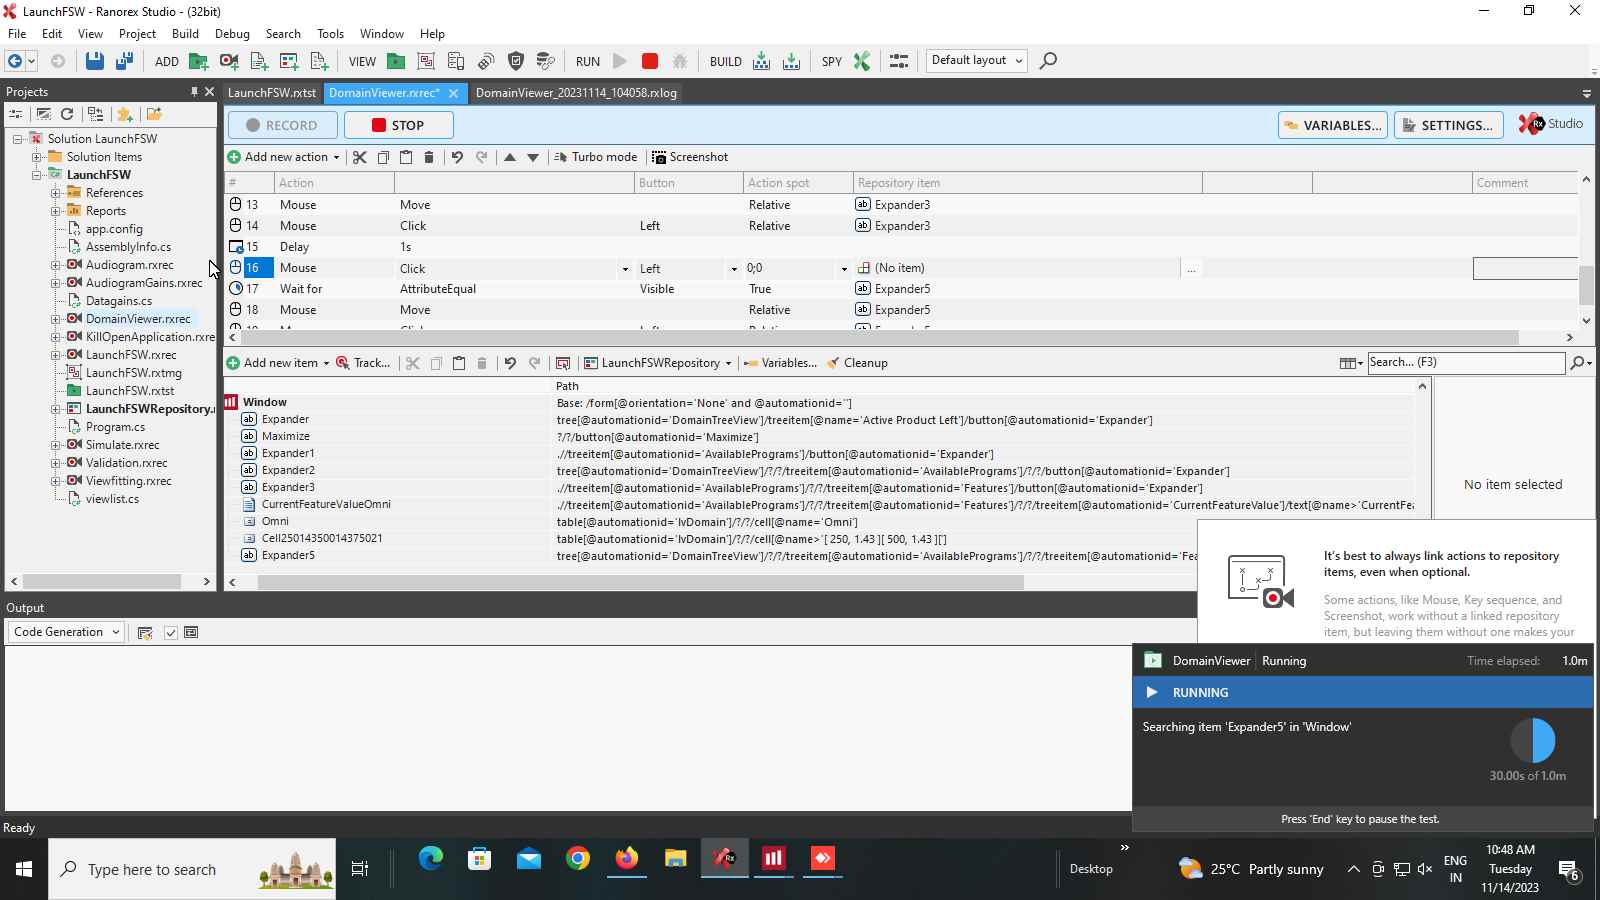 LaunchFSW - Ranorex Studio - (32bit)
File Edit View Project Build Debug Search Tools Window Help
ADD VIEW RUN BUILD SPY Default layout
Projects
LaunchFSW.rxtst DomainViewer.rxrec* DomainViewer_20231114_104058.rxlog
RECORD STOP VARIABLES... SETTINGS... Rx Studio
Solution LaunchFSW
Solution Items
LaunchFSW
References
Reports
app.config
AssemblyInfo.cs
Audiogram.rxrec
AudiogramGains.rxrec
Datagains.cs
DomainViewer.rxrec
KillOpenApplication.rxre
LaunchFSW.rxrec
LaunchFSW.rxtmg
LaunchFSW.rxtst
LaunchFSWRepository.
Program.cs
Simulate.rxrec
Validation.rxrec
Viewfitting.rxrec
viewlist.cs
Add new action Turbo mode Screenshot
# Action Button Action spot Repository item Comment
13 Mouse Move Relative ab Expander3
14 Mouse Click Left Relative ab Expander3
15 Delay 1s
16 Mouse Click Left 0;0 (No item) ...
17 Wait for AttributeEqual Visible True ab Expander5
18 Mouse Move Relative ab Expander5
Add new item Track... LaunchFSWRepository Variables... Cleanup Search... (F3)
Path
Window Base: /form[@orientation='None' and @automationid='']
ab Expander tree[@automationid='DomainTreeView']/treeitem[@name='Active Product Left']/button[@automationid='Expander']
ab Maximize ?/?/button[@automationid='Maximize']
ab Expander1 .//treeitem[@automationid='AvailablePrograms']/button[@automationid='Expander']
ab Expander2 tree[@automationid='DomainTreeView']/?/?/treeitem[@automationid='AvailablePrograms']/?/?/button[@automationid='Expander']
ab Expander3 .//treeitem[@automationid='AvailablePrograms']/?/?/treeitem[@automationid='Features']/button[@automationid='Expander']
CurrentFeatureValueOmni .//treeitem[@automationid='AvailablePrograms']/?/?/treeitem[@automationid='Features']/?/?/treeitem[@automationid='CurrentFeatureValue']/text[@name>'CurrentFea
Omni table[@automationid='lvDomain']/?/?/cell[@name='Omni']
Cell25014350014375021 table[@automationid='lvDomain']/?/?/cell[@name>'[ 250, 1.43 ][ 500, 1.43 ][']
ab Expander5 tree[@automationid='DomainTreeView']/?/?/treeitem[@automationid='AvailablePrograms']/?/?/treeitem[@automationid='Fea
No item selected
It's best to always link actions to repository
items, even when optional.
Some actions, like Mouse, Key sequence, and
Screenshot, work without a linked repository
item, but leaving them without one makes your
Output
Code Generation
DomainViewer Running Time elapsed: 1.0m
RUNNING
Searching item 'Expander5' in 'Window'
30.00s of 1.0m
Press 'End' key to pause the test.
Ready
Type here to search
Rx
Desktop
25°C Partly sunny
ENG
IN
10:48 AM
Tuesday
11/14/2023
6